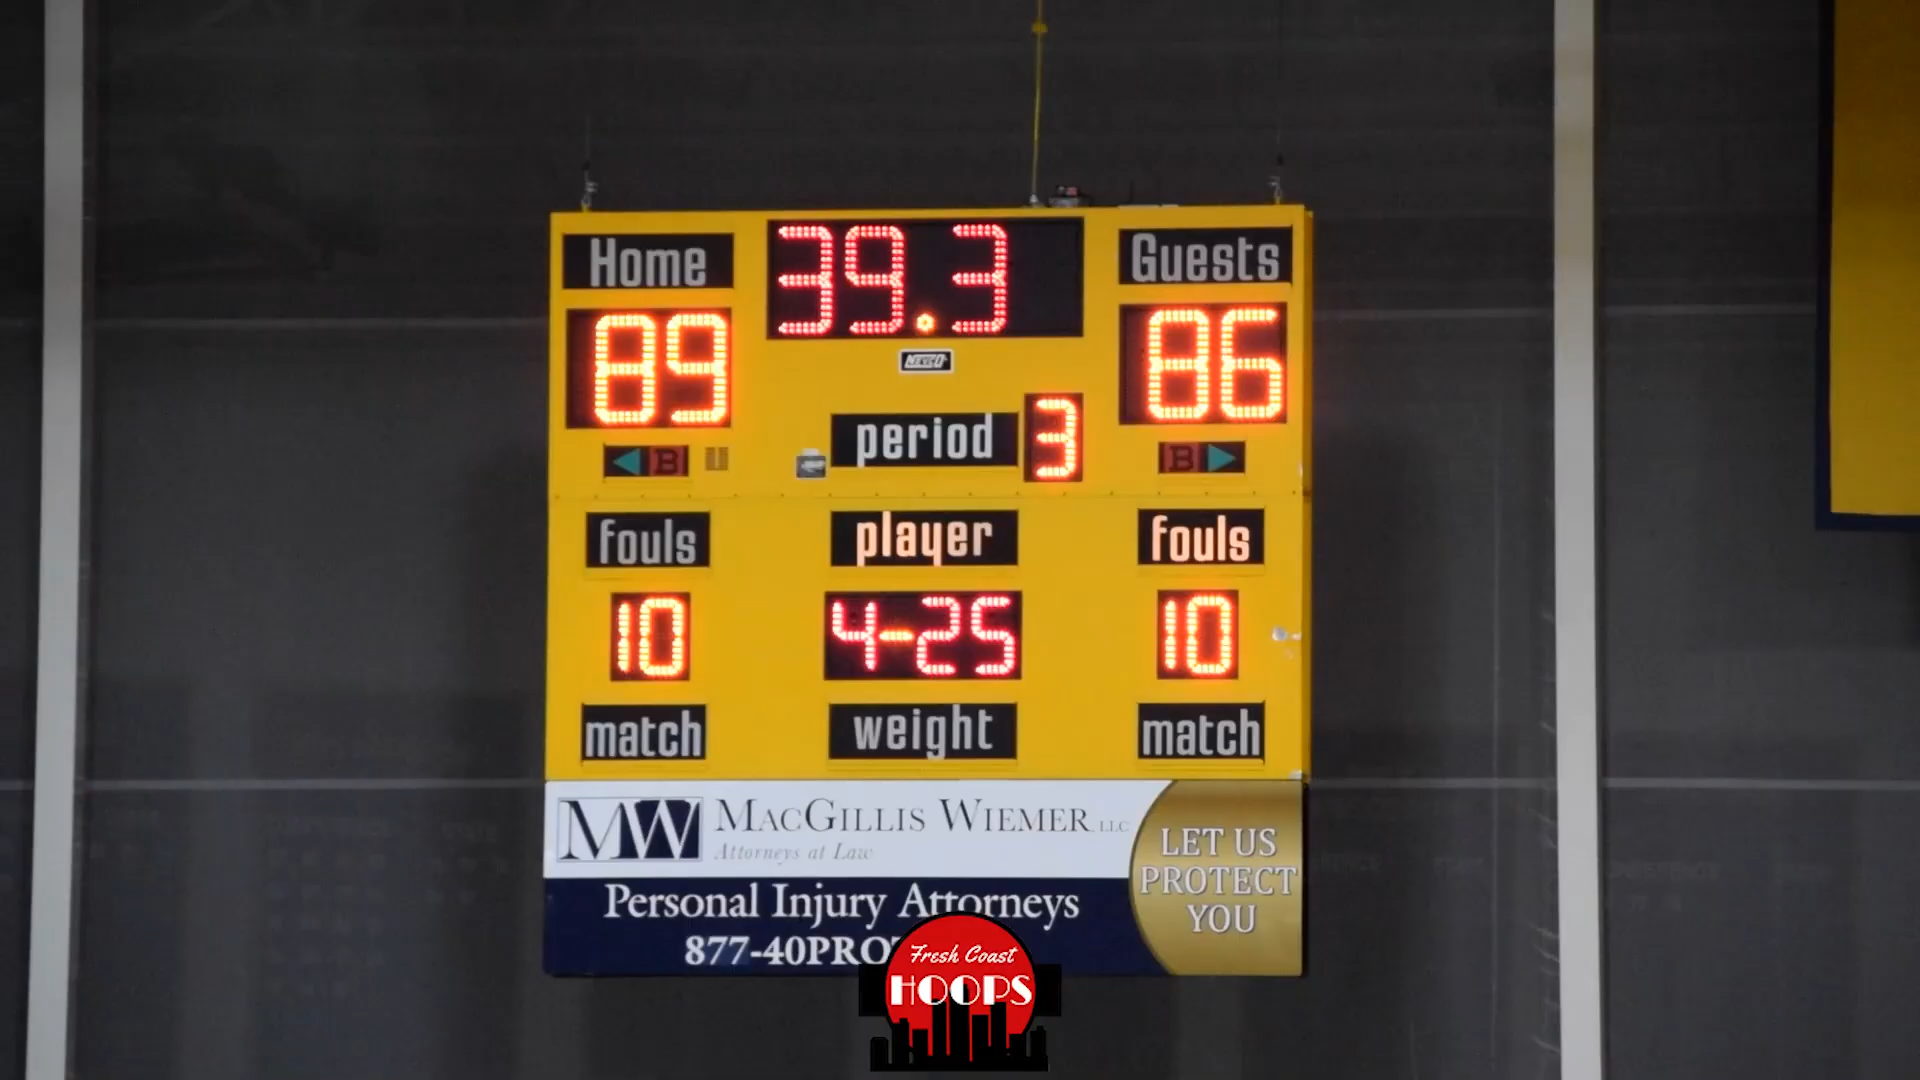 Home
39.3
Guests
89
86
period 3
B
B
fouls
player
fouls
10
4-25
10
match
weight
match
MW
MACGILLIS WIEMER LLC
Attorneys at Law
LET US
PROTECT
YOU
Personal Injury Attorneys
877-40PRO
Fresh Coast
HOOPS